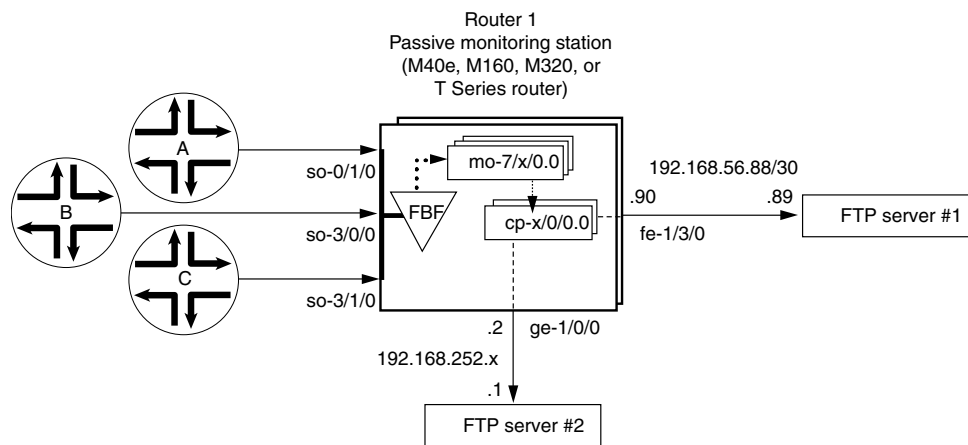 Router 1
Passive monitoring station
(M40e, M160, M320, or
T Series router)
A
so-0/1/0
mo-7/x/0.0
192.168.56.88/30
B
FBF
cp-x/0/0.0
.90
.89
FTP server #1
so-3/0/0
fe-1/3/0
C
so-3/1/0
.2
ge-1/0/0
192.168.252.x
.1
FTP server #2